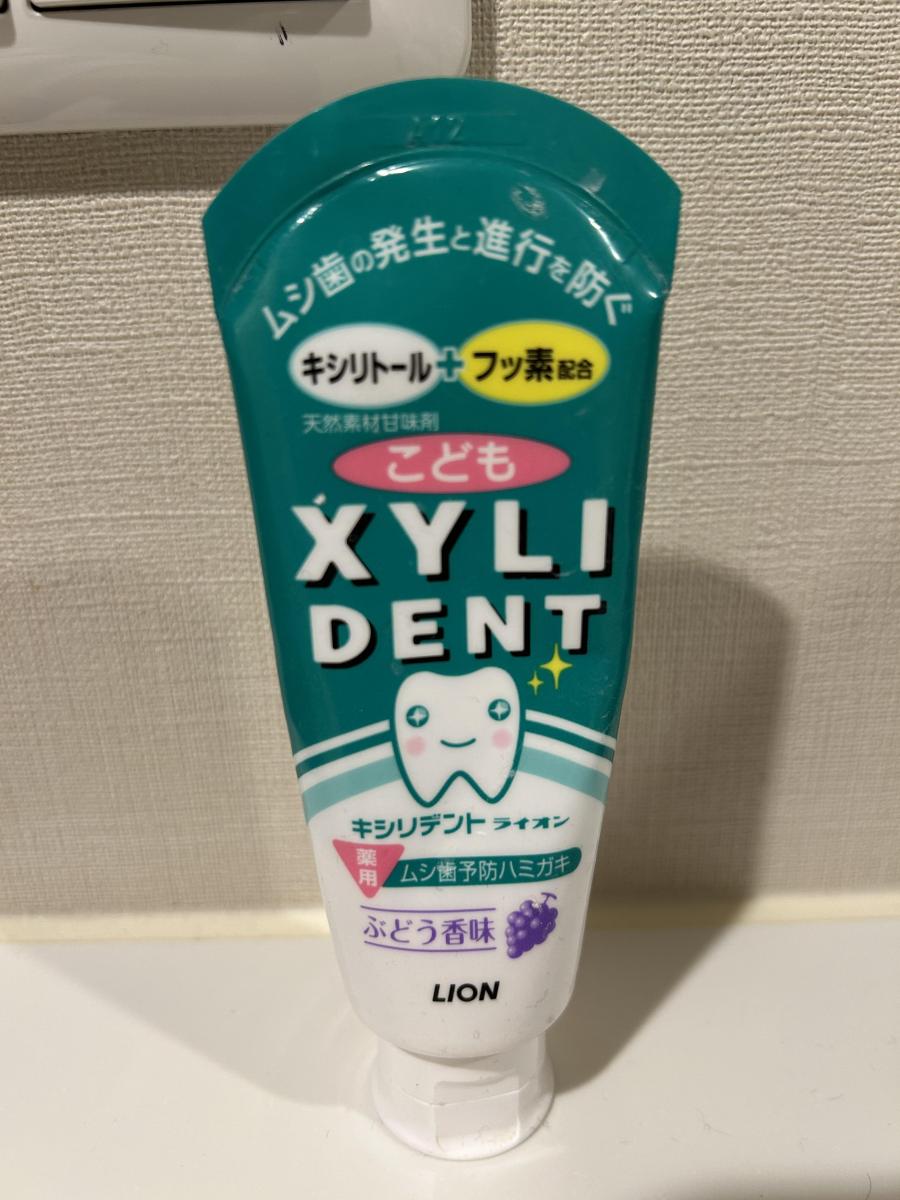 ムシ歯の発生と進行を防ぐ
キシリトール+フッ素配合
天然素材甘味剤
こども
XYLI
DENT
キシリデント ライオン
薬用
ムシ歯予防ハミガキ
ぶどう香味
LION